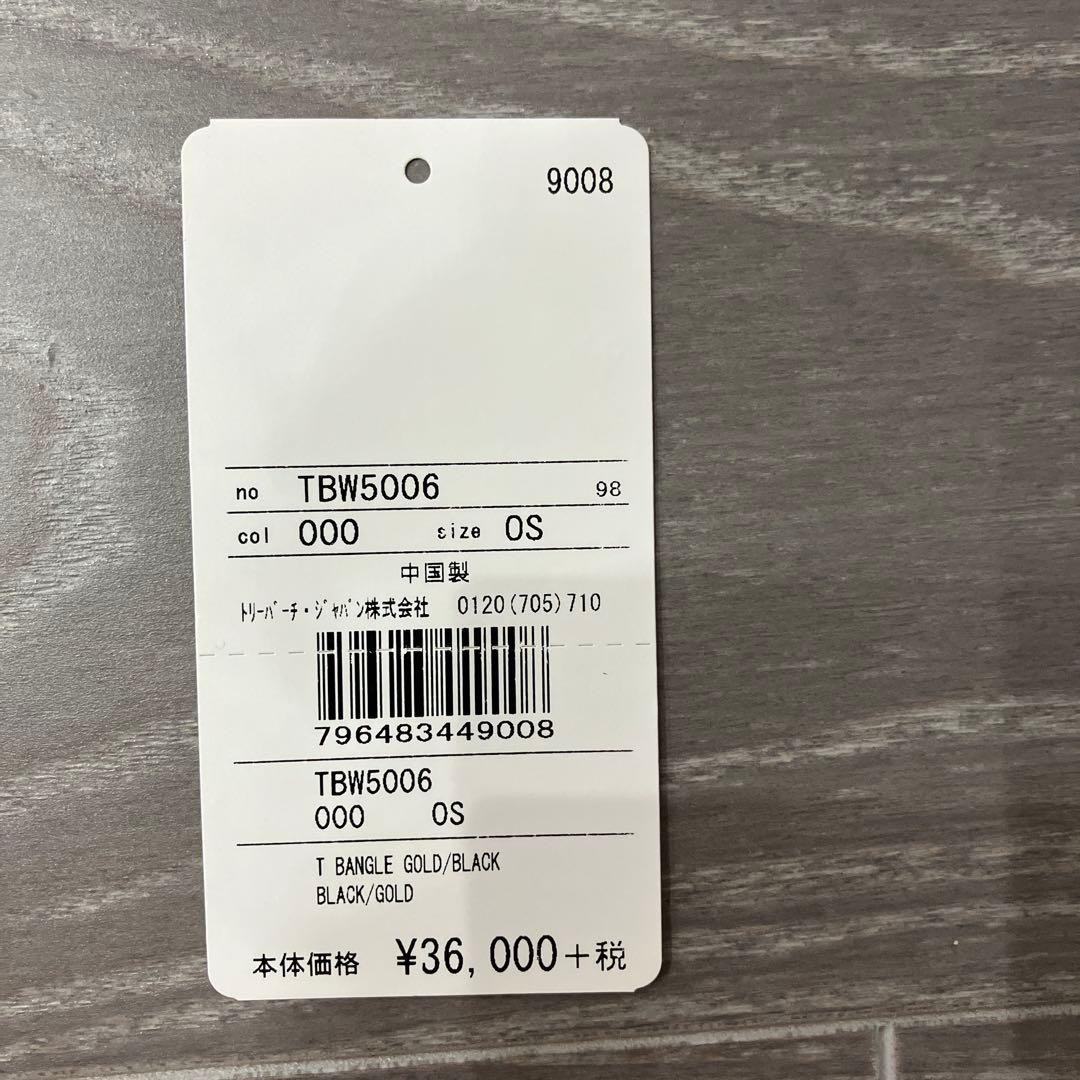 9008
no TBW5006 98
col 000 size OS
中国製
ﾄﾘｰﾊﾞｰﾁ・ｼﾞｬﾊﾟﾝ株式会社 0120(705)710
796483449008
TBW5006
000 OS
T BANGLE GOLD/BLACK
BLACK/GOLD
本体価格 ¥36,000+税